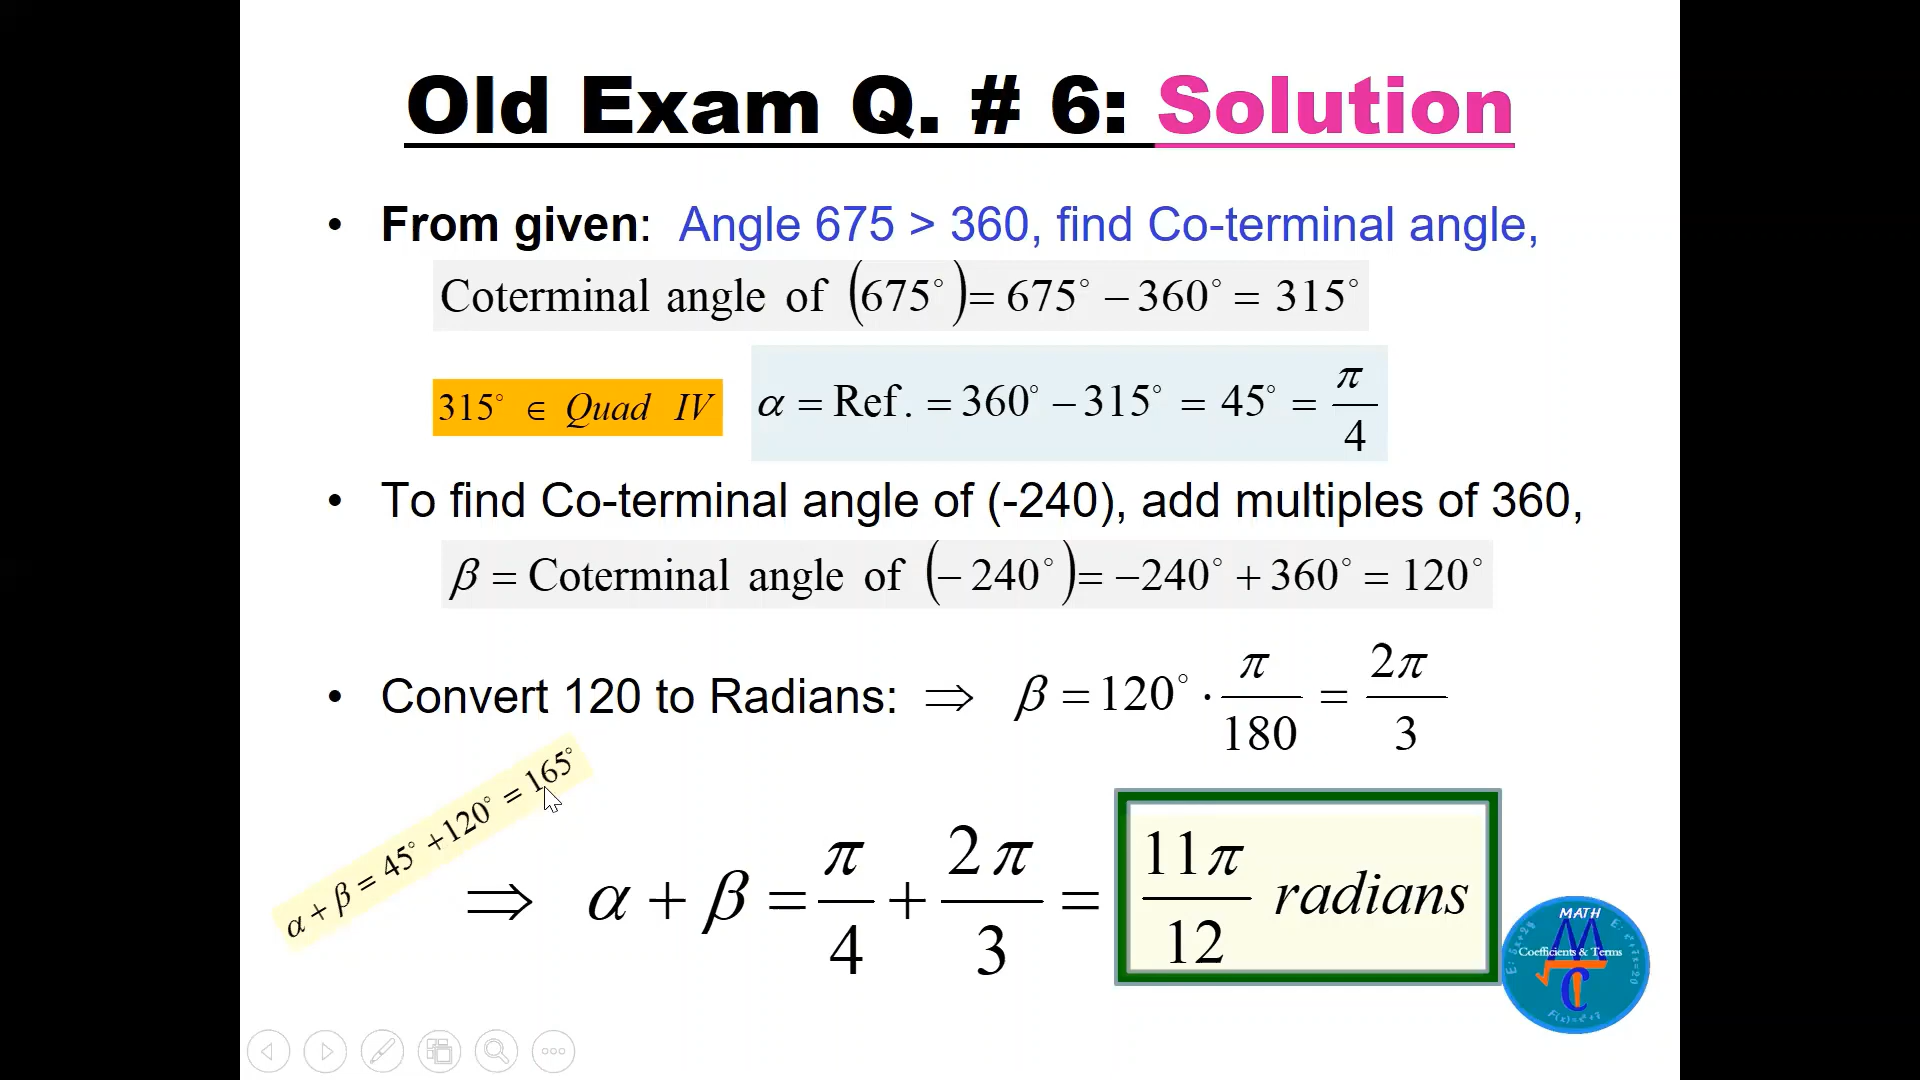 Old Exam Q. # 6: Solution
• From given: Angle 675 > 360, find Co-terminal angle,
Coterminal angle of (675°) = 675° − 360° = 315°
315° ∈ Quad IV
α = Ref. = 360° − 315° = 45° = π/4
• To find Co-terminal angle of (-240), add multiples of 360,
β = Coterminal angle of (−240°) = −240° + 360° = 120°
• Convert 120 to Radians: ⇒ β = 120° · π/180 = 2π/3
α + β = 45° + 120° = 165°
⇒ α + β = π/4 + 2π/3 = 11π/12 radians
MATH
Coefficients & Terms